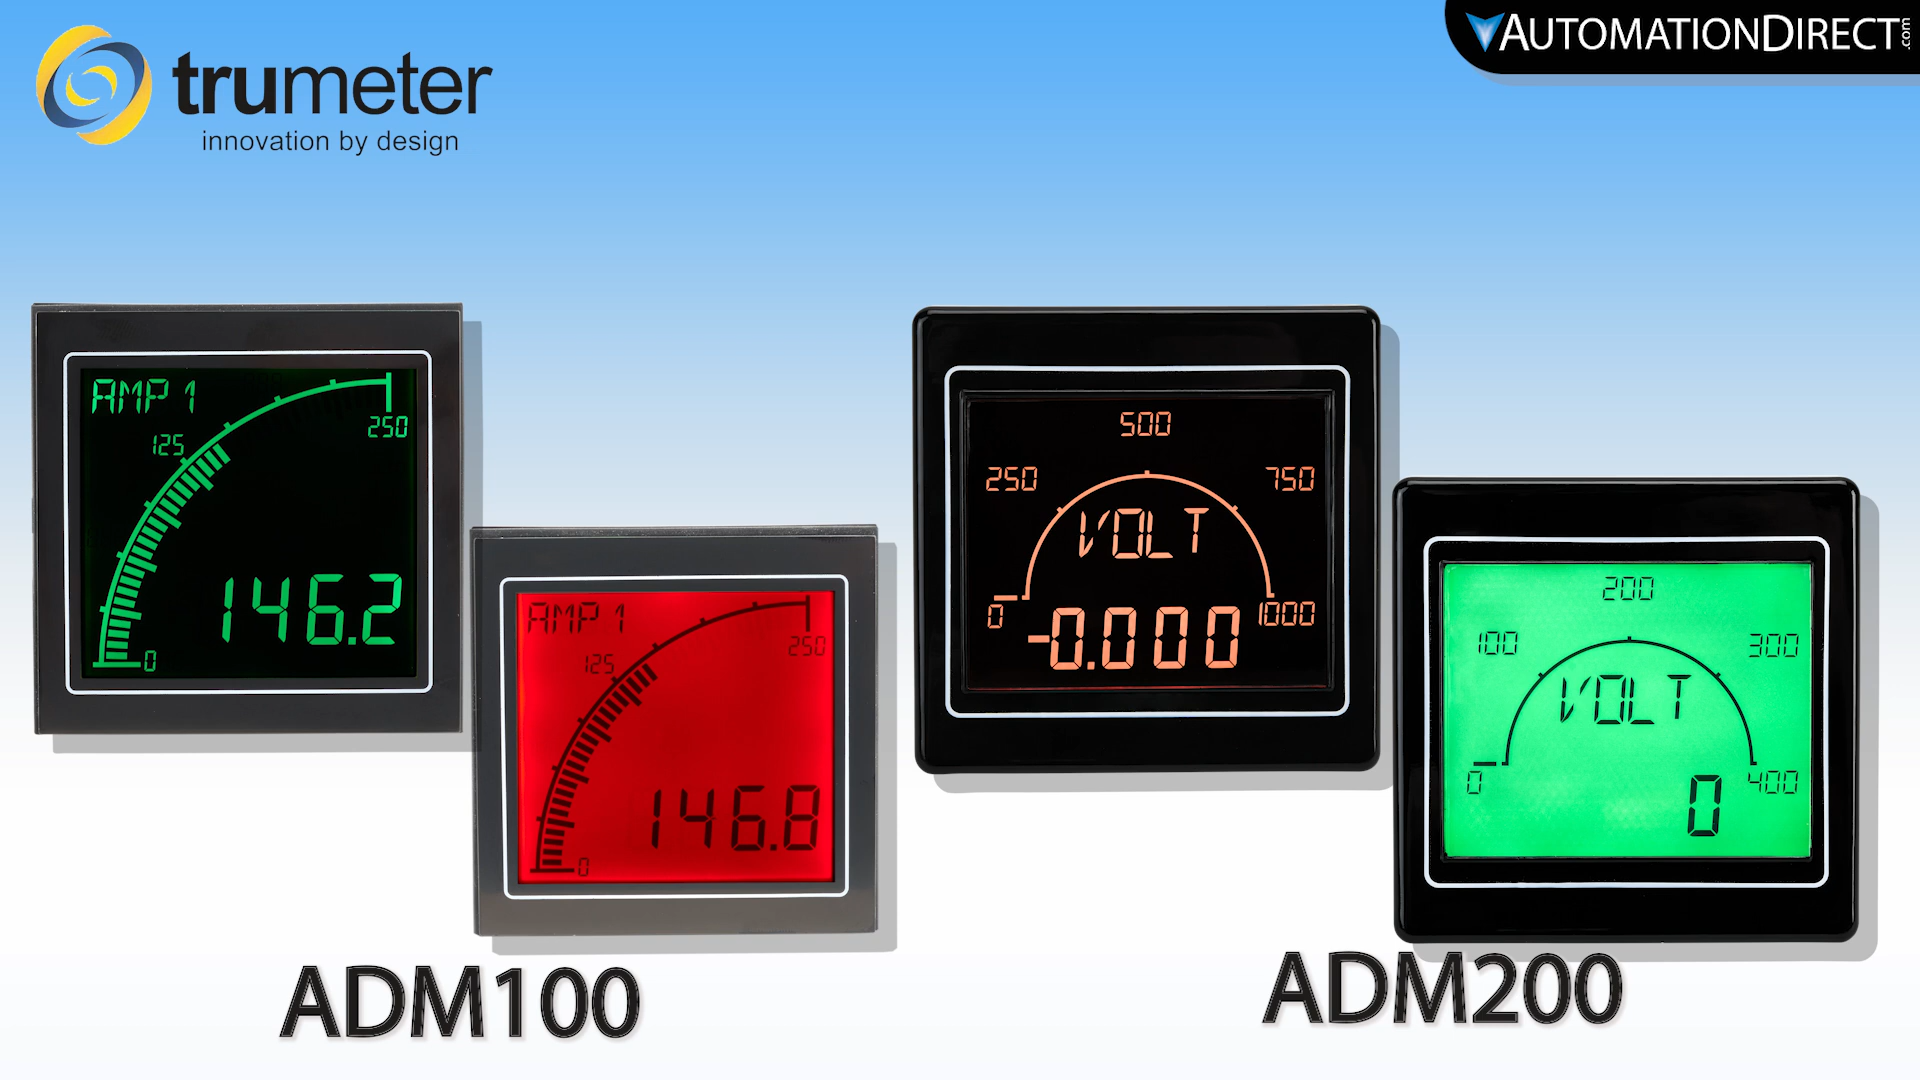 trumeter
innovation by design
AUTOMATIONDIRECT.com
AMP 1
250
125
146.2
0
AMP 1
250
125
146.8
0
500
250
750
VOLT
0
1000
-0.000
200
100
300
VOLT
0
400
0
ADM100
ADM200